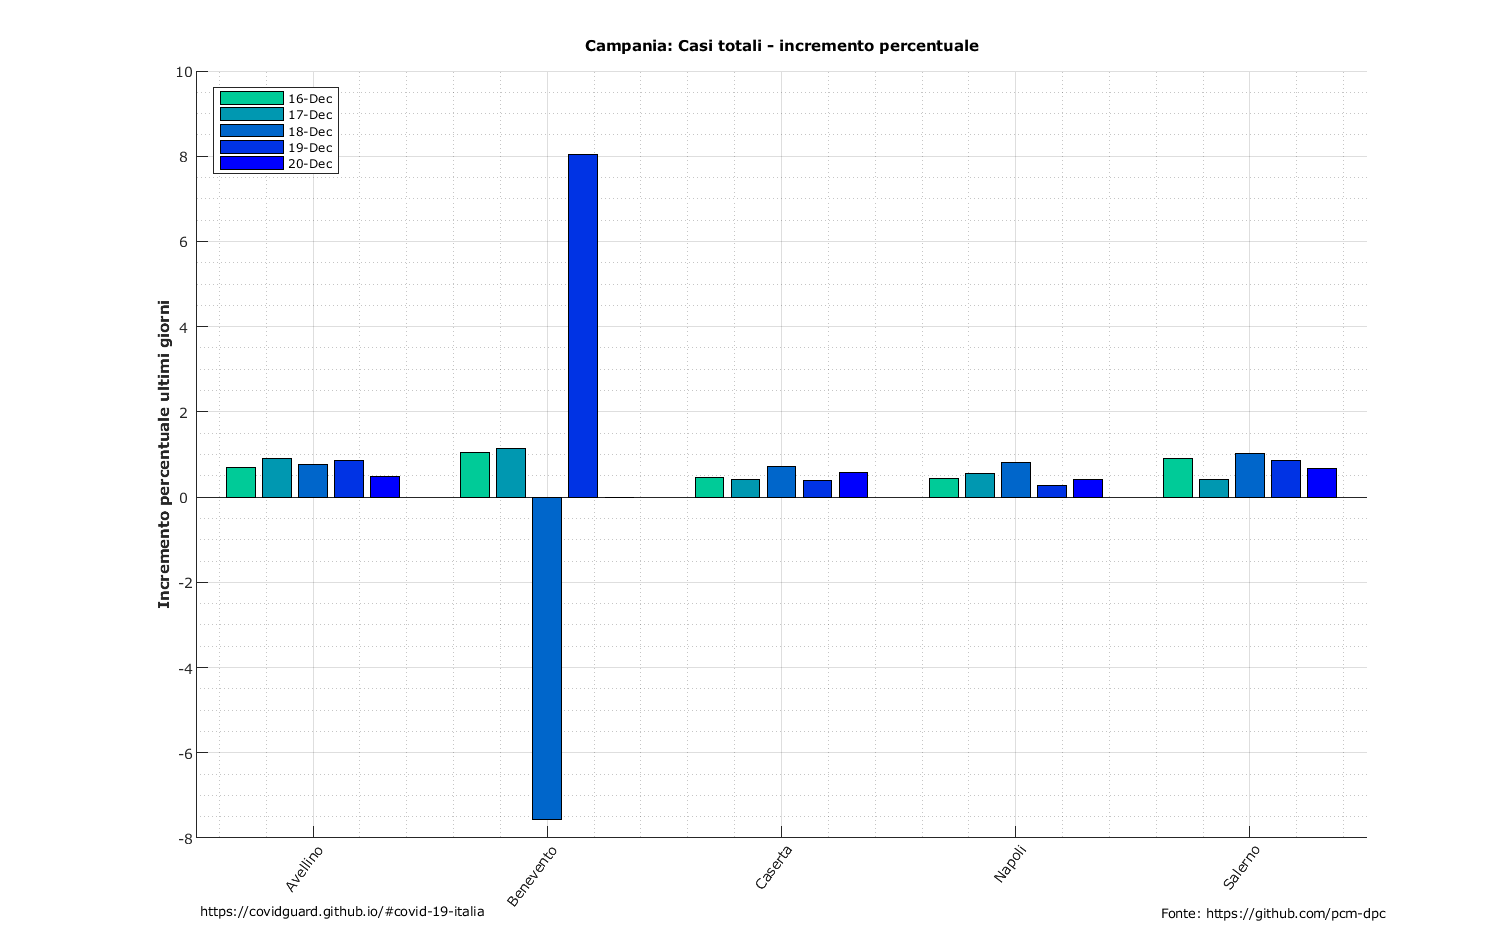 Campania: Casi totali - incremento percentuale
10
8
6
4
2
0
-2
-4
-6
-8
Incremento percentuale ultimi giorni
16-Dec
17-Dec
18-Dec
19-Dec
20-Dec
Avellino
Benevento
Caserta
Napoli
Salerno
https://covidguard.github.io/#covid-19-italia
Fonte: https://github.com/pcm-dpc